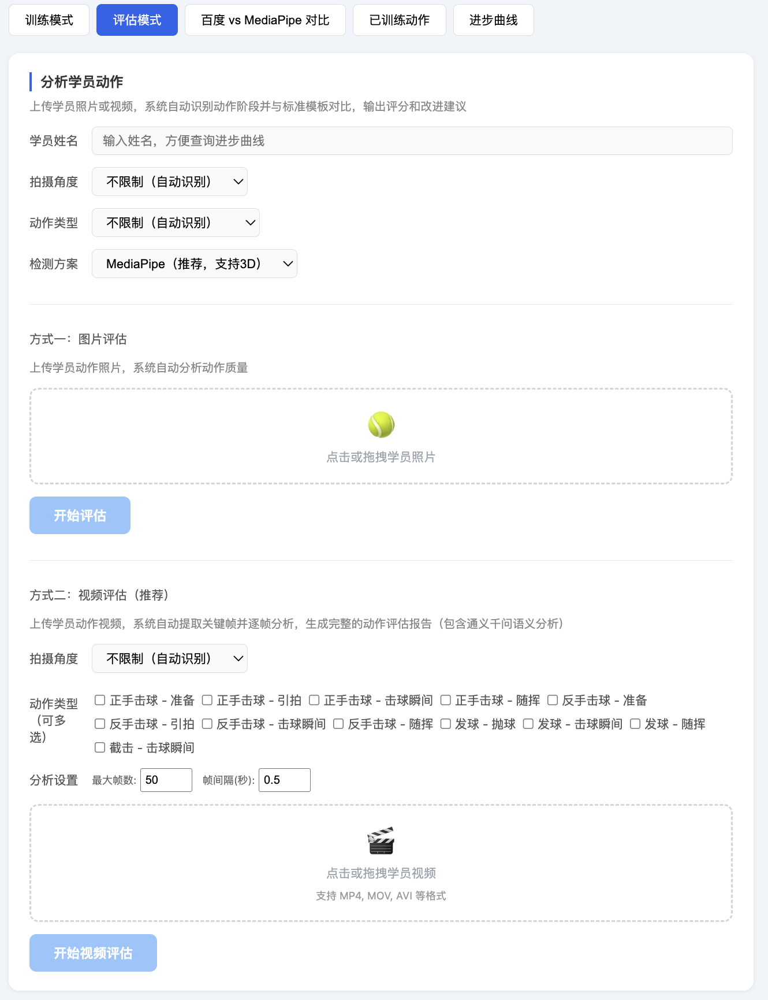 训练模式 评估模式 百度 vs MediaPipe 对比 已训练动作 进步曲线
分析学员动作
上传学员照片或视频，系统自动识别动作阶段并与标准模板对比，输出评分和改进建议
学员姓名 输入姓名，方便查询进步曲线
拍摄角度 不限制（自动识别）
动作类型 不限制（自动识别）
检测方案 MediaPipe（推荐，支持3D）
方式一：图片评估
上传学员动作照片，系统自动分析动作质量
点击或拖拽学员照片
开始评估
方式二：视频评估（推荐）
上传学员动作视频，系统自动提取关键帧并逐帧分析，生成完整的动作评估报告（包含通义千问语义分析）
拍摄角度 不限制（自动识别）
动作类型
（可多
选）
正手击球 - 准备 正手击球 - 引拍 正手击球 - 击球瞬间 正手击球 - 随挥 反手击球 - 准备
反手击球 - 引拍 反手击球 - 击球瞬间 反手击球 - 随挥 发球 - 抛球 发球 - 击球瞬间 发球 - 随挥
截击 - 击球瞬间
分析设置 最大帧数: 50 帧间隔(秒): 0.5
点击或拖拽学员视频
支持 MP4, MOV, AVI 等格式
开始视频评估